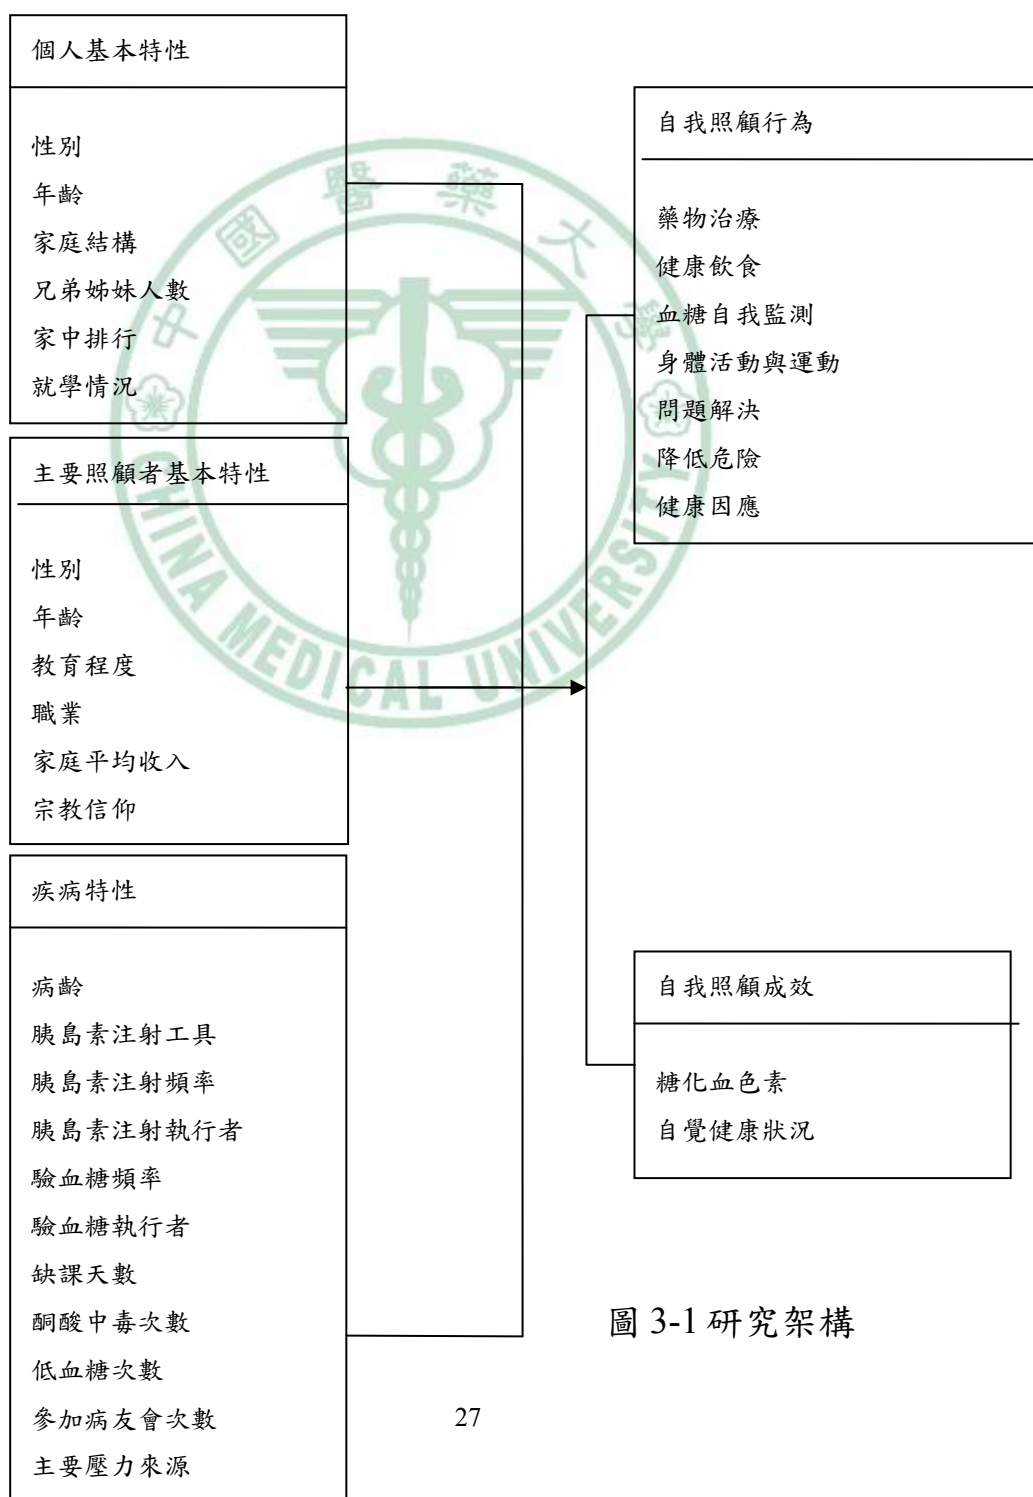 個人基本特性
性別
年齡
家庭結構
兄弟姊妹人數
家中排行
就學情況
主要照顧者基本特性
性別
年齡
教育程度
職業
家庭平均收入
宗教信仰
疾病特性
病齡
胰島素注射工具
胰島素注射頻率
胰島素注射執行者
驗血糖頻率
驗血糖執行者
缺課天數
酮酸中毒次數
低血糖次數
參加病友會次數
主要壓力來源
自我照顧行為
藥物治療
健康飲食
血糖自我監測
身體活動與運動
問題解決
降低危險
健康因應
自我照顧成效
糖化血色素
自覺健康狀況
圖 3-1 研究架構
27
中國醫藥大學
CHINA MEDICAL UNIVERSITY